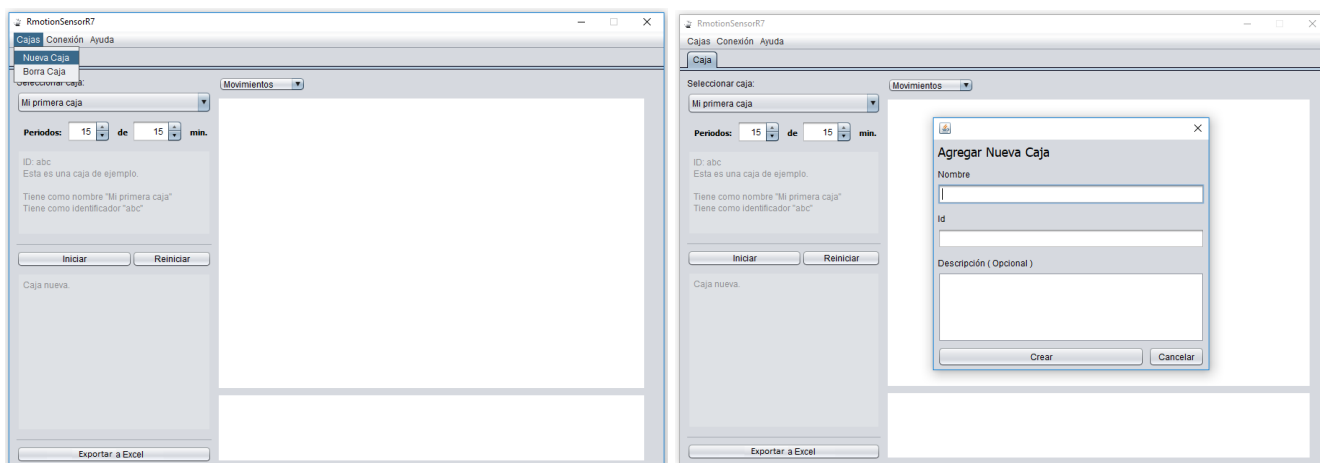 RmotionSensorR7
Cajas Conexión Ayuda
Nueva Caja
Borra Caja
Seleccionar caja:
Movimientos
Mi primera caja
Periodos: 15 de 15 min.
ID: abc
Esta es una caja de ejemplo.
Tiene como nombre "Mi primera caja"
Tiene como identificador "abc"
Iniciar Reiniciar
Caja nueva.
Exportar a Excel
RmotionSensorR7
Cajas Conexión Ayuda
Caja
Seleccionar caja:
Movimientos
Mi primera caja
Periodos: 15 de 15 min.
ID: abc
Esta es una caja de ejemplo.
Tiene como nombre "Mi primera caja"
Tiene como identificador "abc"
Iniciar Reiniciar
Caja nueva.
Exportar a Excel
Agregar Nueva Caja
Nombre
Id
Descripción ( Opcional )
Crear Cancelar